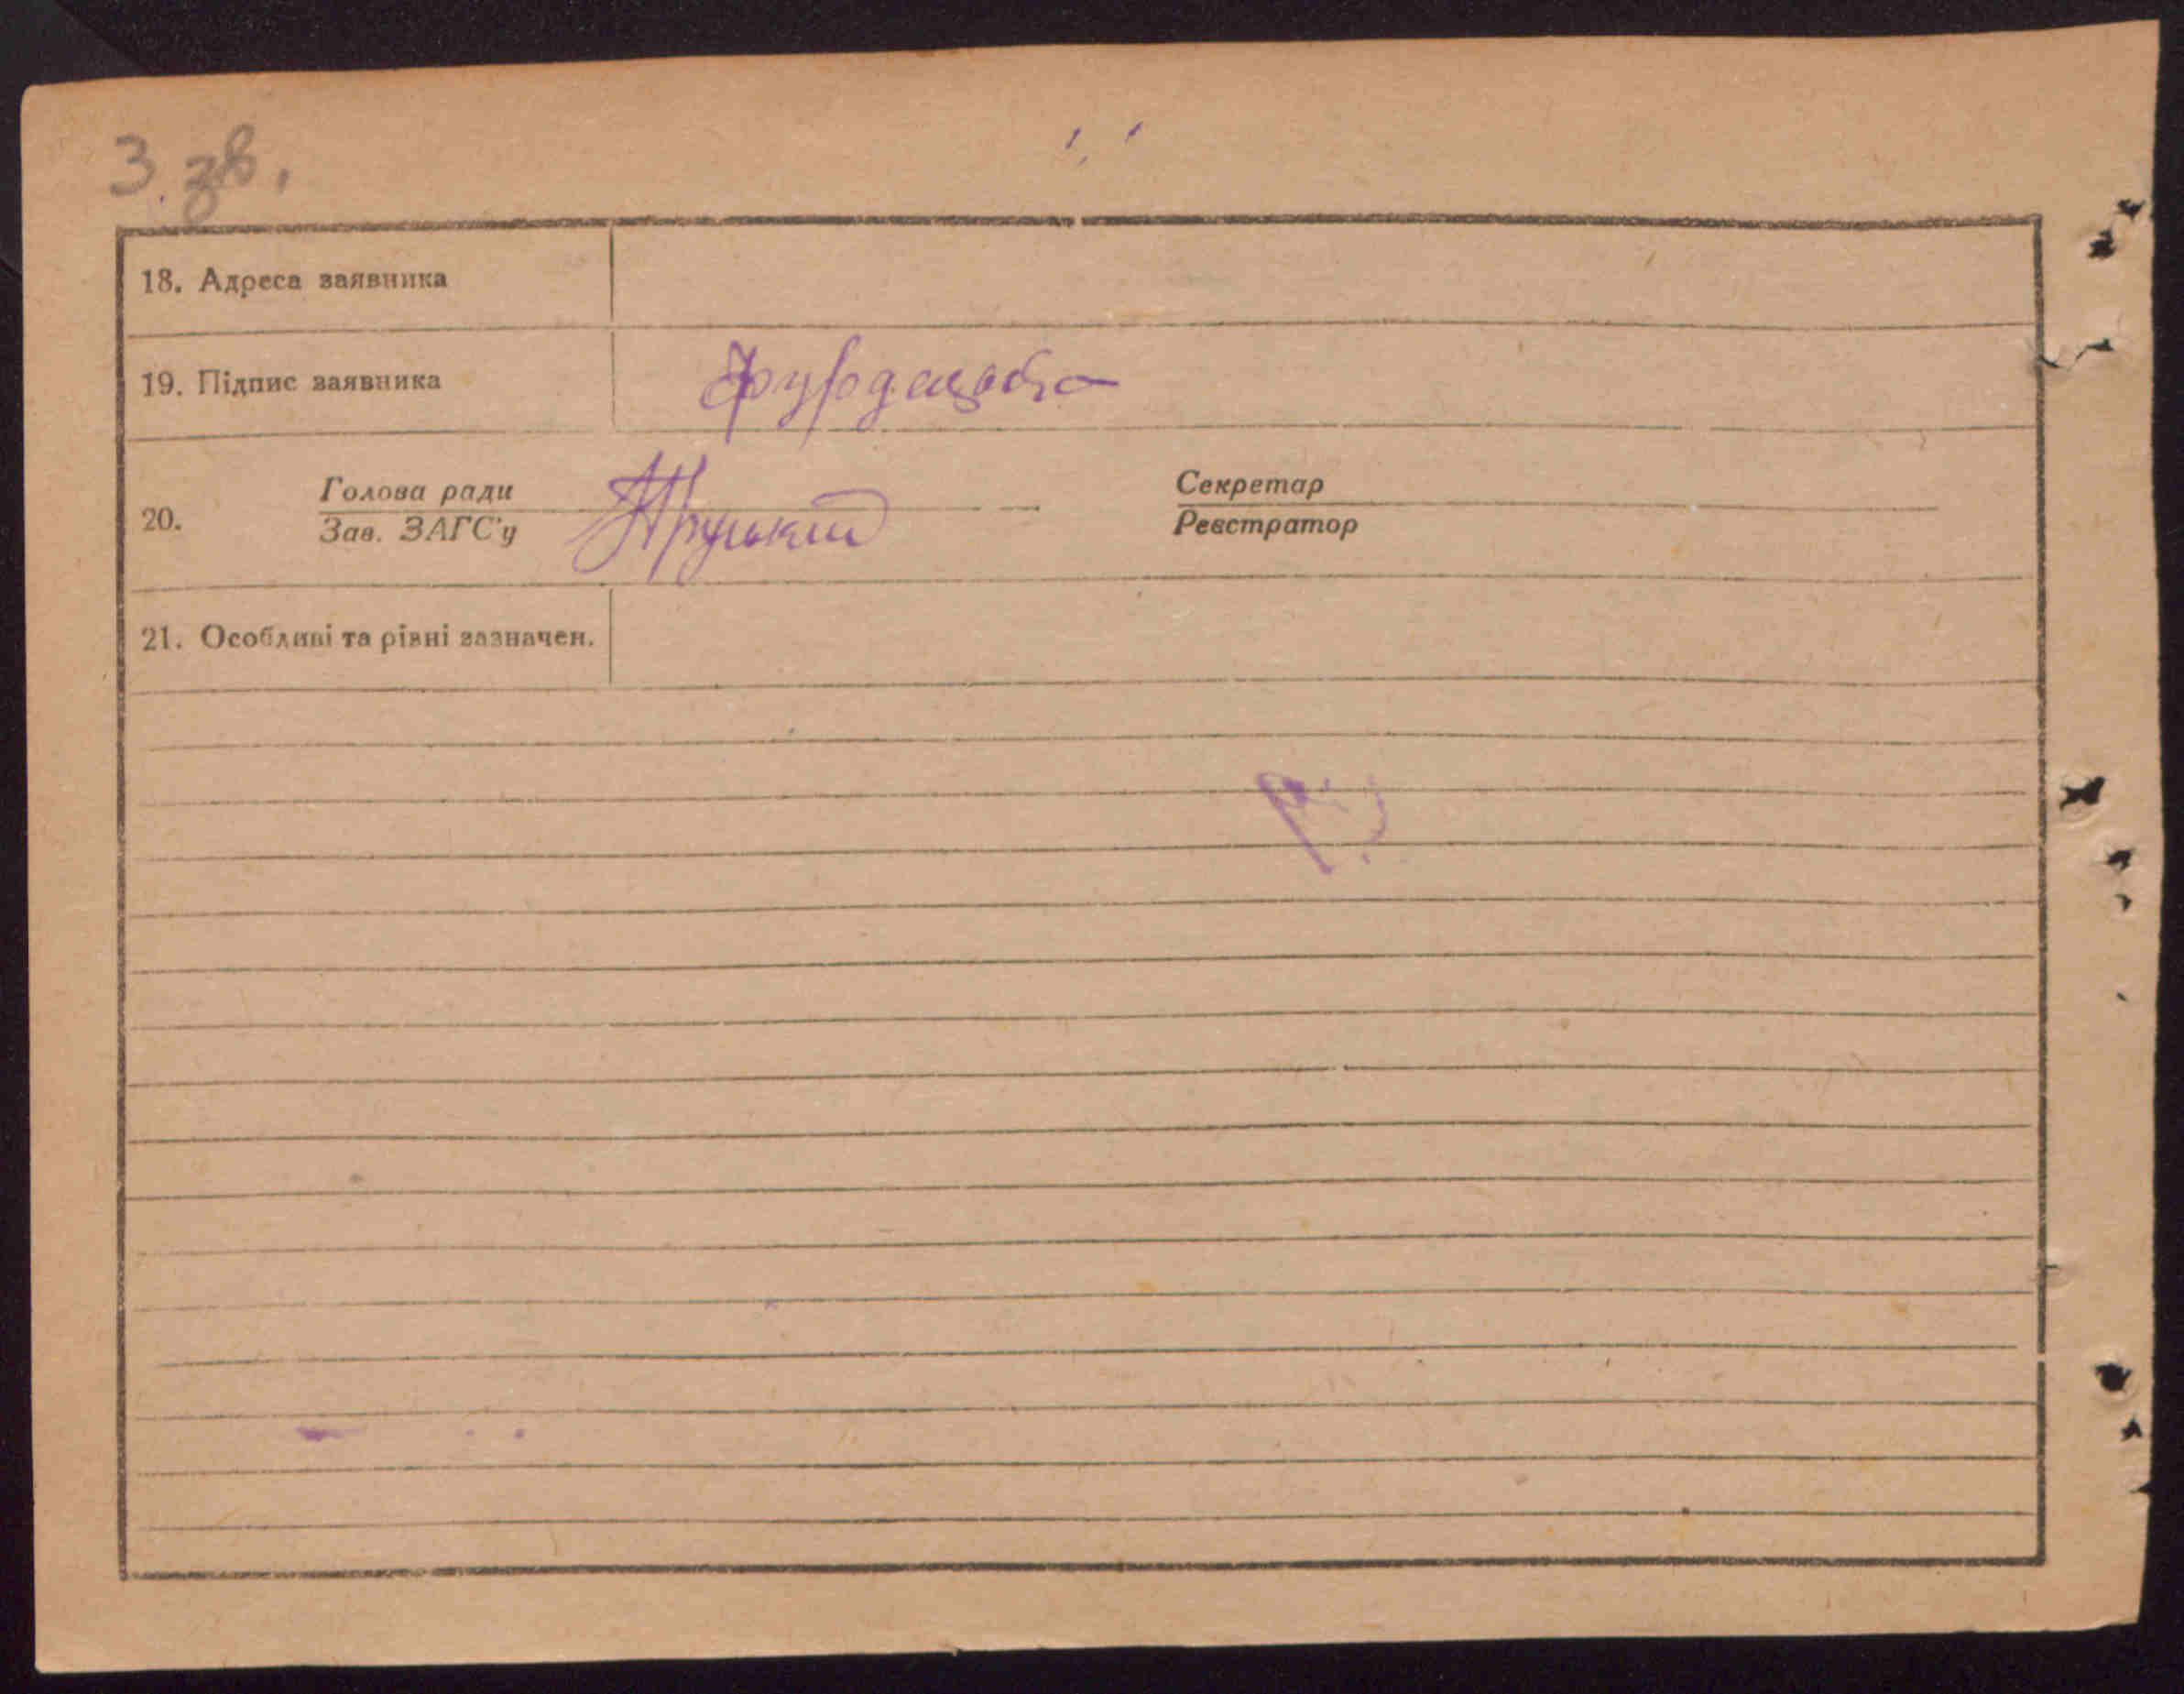 3 зв.
18. Адреса заявника
19. Підпис заявника
Голова ради Секретар
20.
Зав. ЗАГС'у Реєстратор
21. Особливі та різні зазначен.